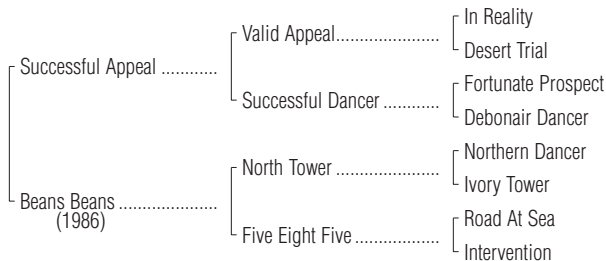 In Reality
Valid Appeal......................
Desert Trial
Successful Appeal ............
Fortunate Prospect
Successful Dancer ............
Debonair Dancer
Northern Dancer
North Tower ......................
Ivory Tower
Beans Beans .....................
(1986)
Road At Sea
Five Eight Five ..................
Intervention